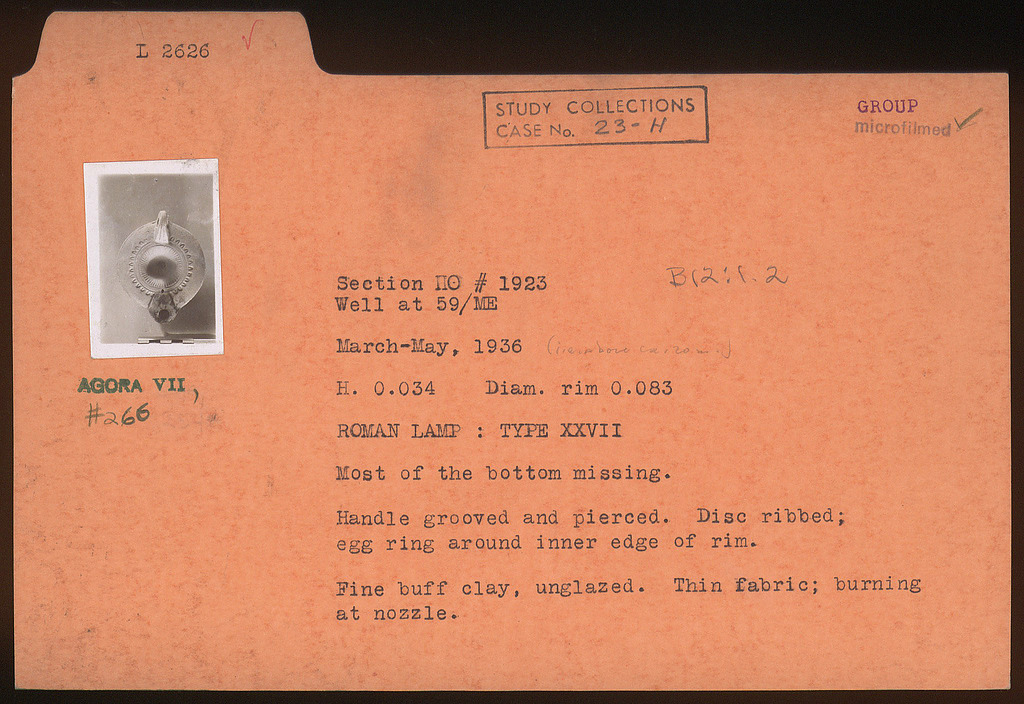 L 2626 ✓
STUDY COLLECTIONS
CASE No. 23-H
GROUP
microfilmed ✓
Section ΠΘ # 1923
B12:1.2
Well at 59/ΜΕ
March-May, 1936
H. 0.034 Diam. rim 0.083
AGORA VII,
#266
ROMAN LAMP : TYPE XXVII
Most of the bottom missing.
Handle grooved and pierced. Disc ribbed;
egg ring around inner edge of rim.
Fine buff clay, unglazed. Thin fabric; burning
at nozzle.